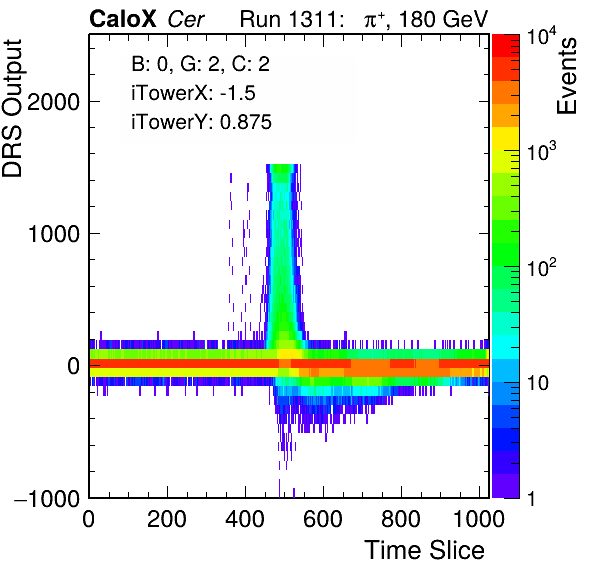 CaloX Cer Run 1311: π⁺, 180 GeV
B: 0, G: 2, C: 2
iTowerX: -1.5
iTowerY: 0.875
DRS Output
2000
1000
0
−1000
0 200 400 600 800 1000
Time Slice
Events
10⁴
10³
10²
10
1